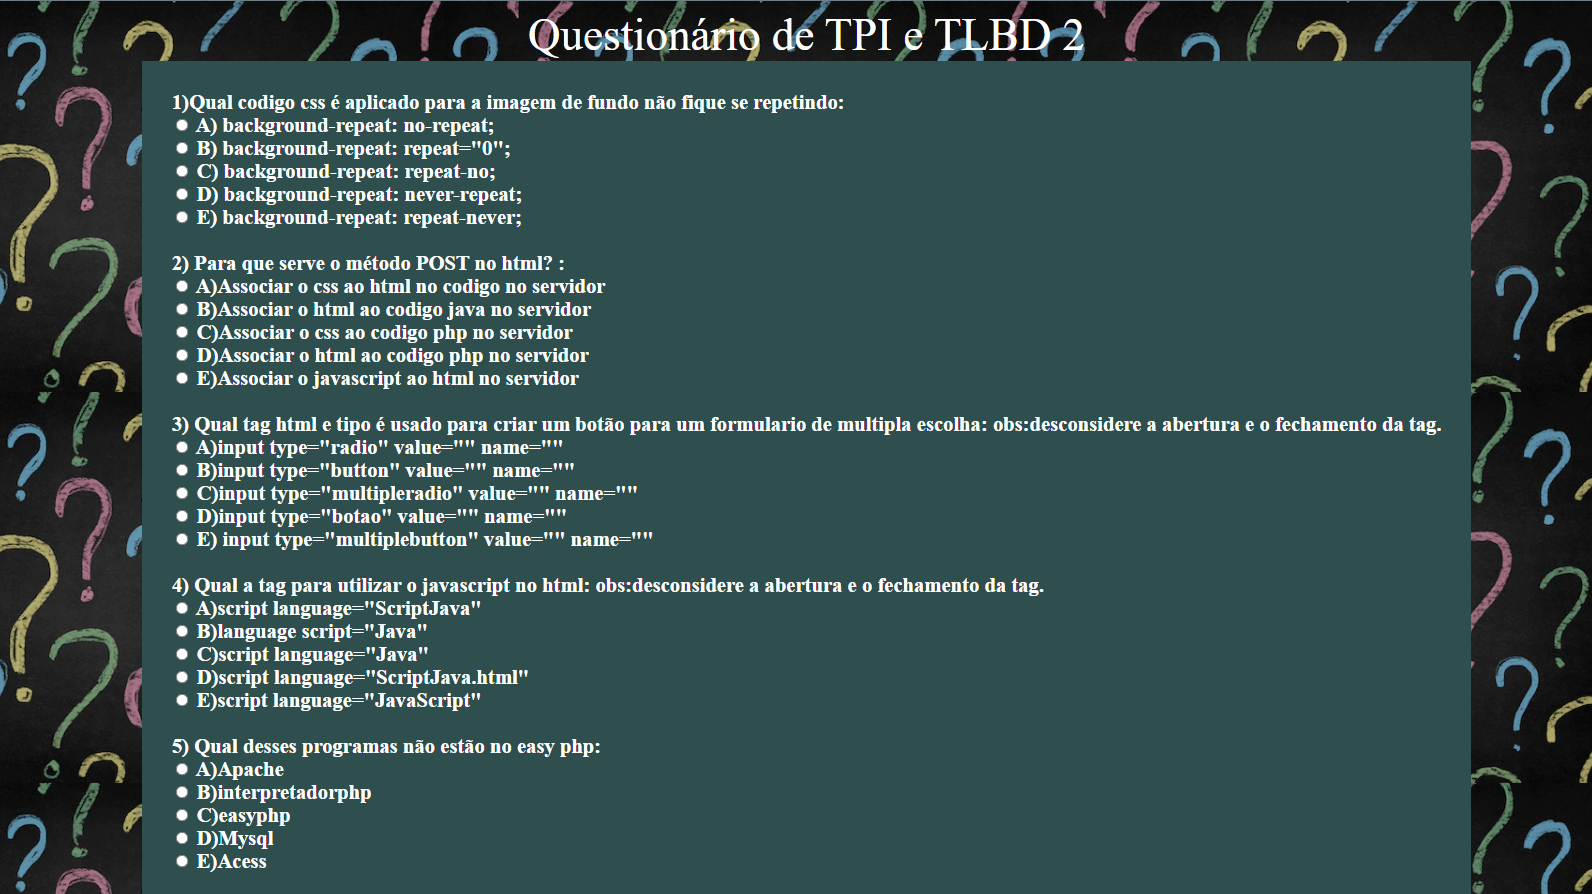 Questionário de TPI e TLBD 2
1)Qual codigo css é aplicado para a imagem de fundo não fique se repetindo:
A) background-repeat: no-repeat;
B) background-repeat: repeat="0";
C) background-repeat: repeat-no;
D) background-repeat: never-repeat;
E) background-repeat: repeat-never;
2) Para que serve o método POST no html? :
A)Associar o css ao html no codigo no servidor
B)Associar o html ao codigo java no servidor
C)Associar o css ao codigo php no servidor
D)Associar o html ao codigo php no servidor
E)Associar o javascript ao html no servidor
3) Qual tag html e tipo é usado para criar um botão para um formulario de multipla escolha: obs:desconsidere a abertura e o fechamento da tag.
A)input type="radio" value="" name=""
B)input type="button" value="" name=""
C)input type="multipleradio" value="" name=""
D)input type="botao" value="" name=""
E) input type="multiplebutton" value="" name=""
4) Qual a tag para utilizar o javascript no html: obs:desconsidere a abertura e o fechamento da tag.
A)script language="ScriptJava"
B)language script="Java"
C)script language="Java"
D)script language="ScriptJava.html"
E)script language="JavaScript"
5) Qual desses programas não estão no easy php:
A)Apache
B)interpretadorphp
C)easyphp
D)Mysql
E)Acess